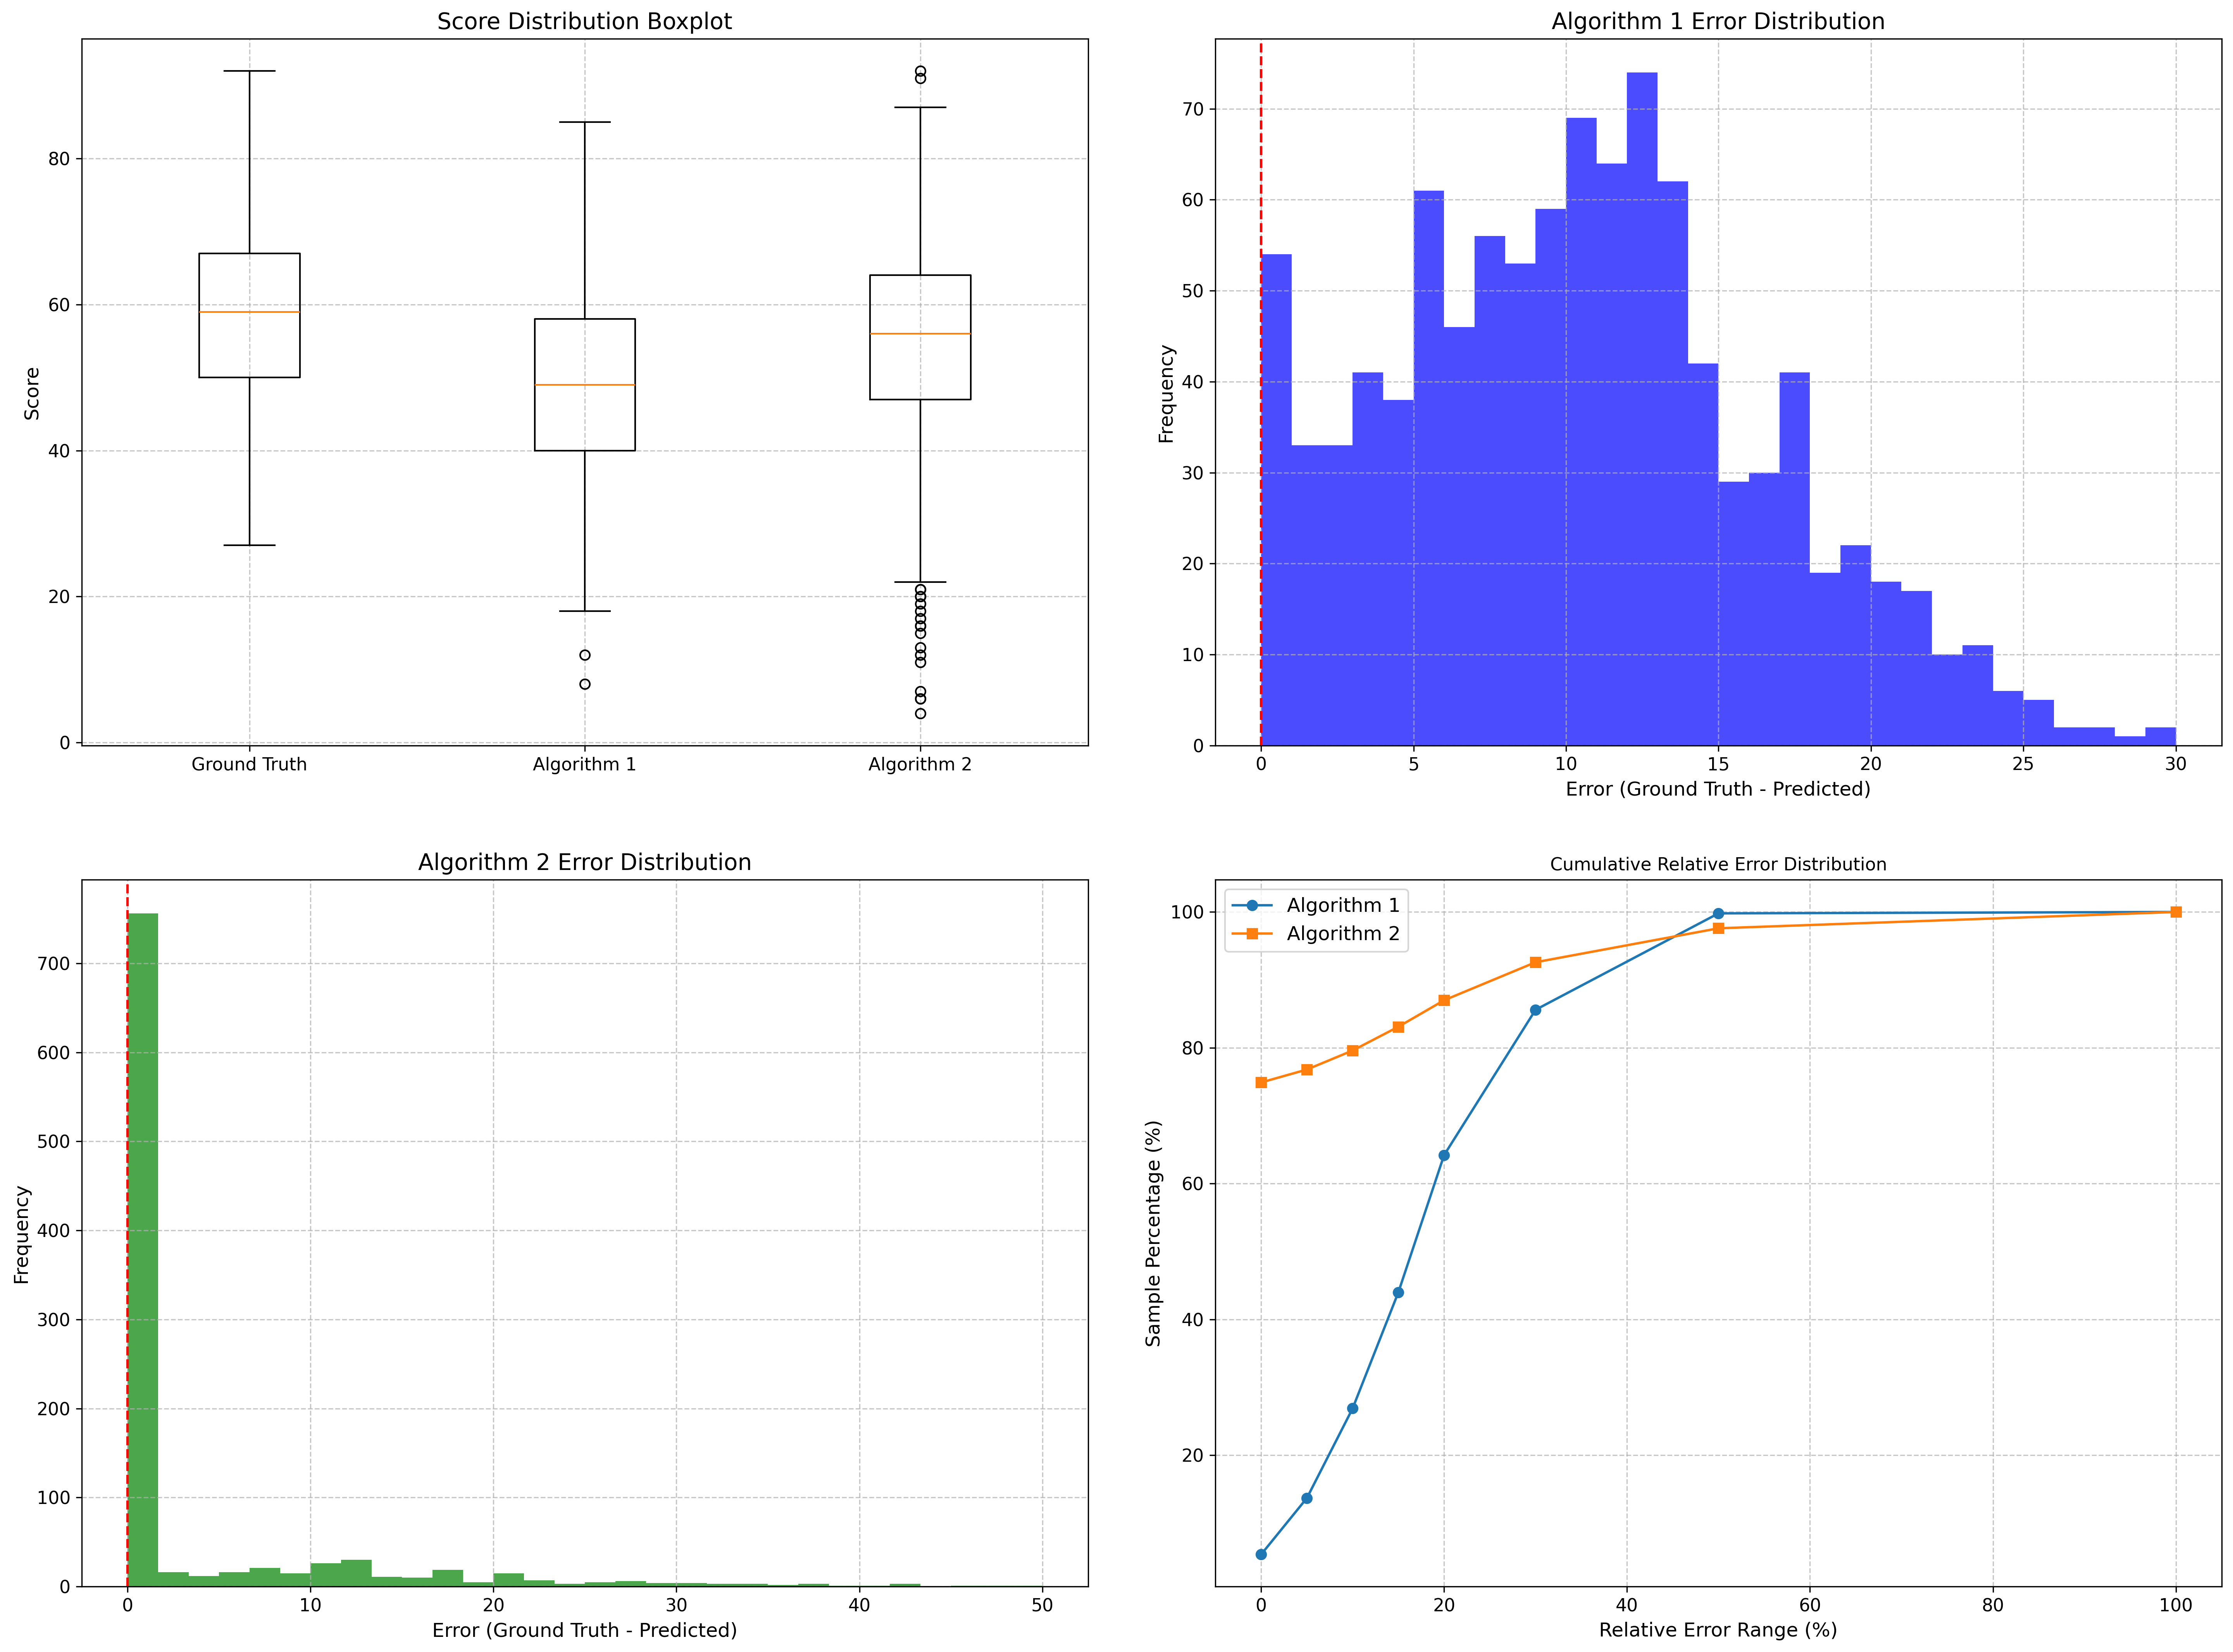 Score Distribution Boxplot
Score
80
60
40
20
0
Ground Truth
Algorithm 1
Algorithm 2
Algorithm 1 Error Distribution
Frequency
70
60
50
40
30
20
10
0
0 5 10 15 20 25 30
Error (Ground Truth - Predicted)
Algorithm 2 Error Distribution
Frequency
700
600
500
400
300
200
100
0
0 10 20 30 40 50
Error (Ground Truth - Predicted)
Cumulative Relative Error Distribution
Algorithm 1
Algorithm 2
Sample Percentage (%)
100
80
60
40
20
0 20 40 60 80 100
Relative Error Range (%)